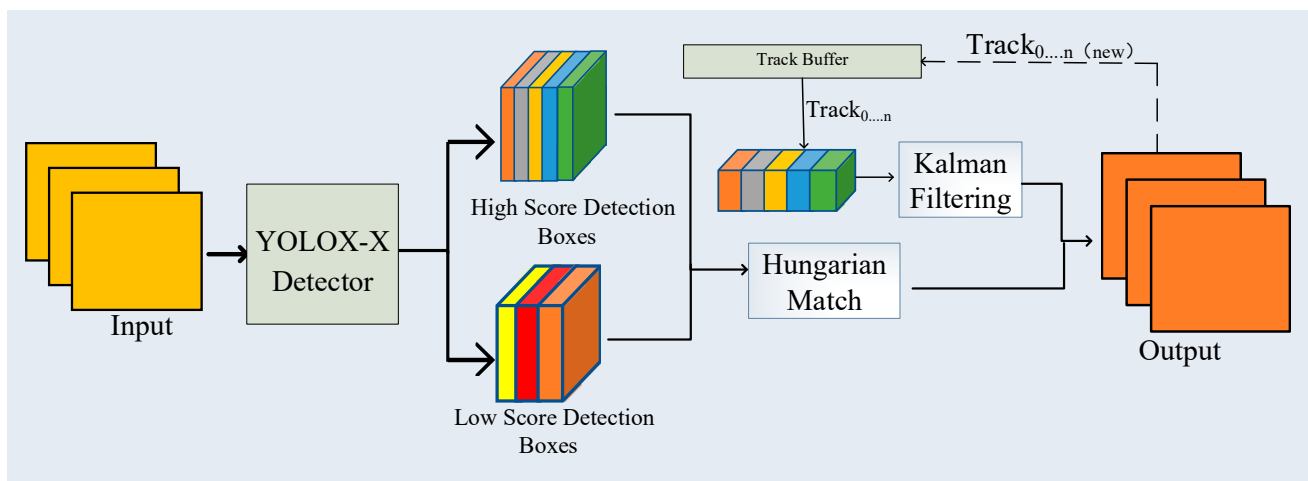 Input
YOLOX-X
Detector
High Score Detection
Boxes
Low Score Detection
Boxes
Track Buffer
Track0....n
Track0....n（new）
Kalman
Filtering
Hungarian
Match
Output